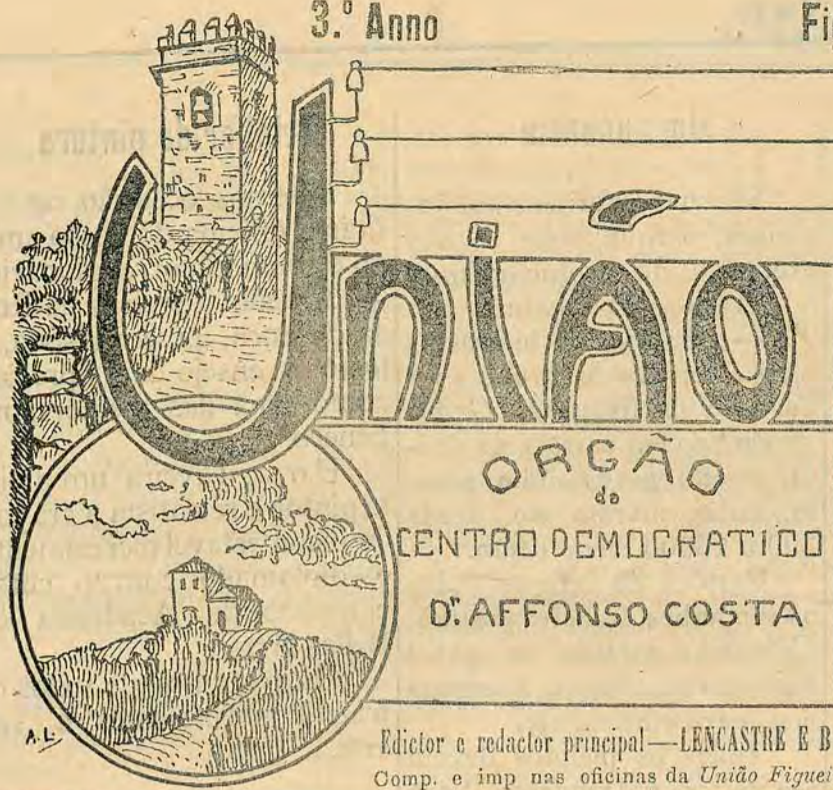 3.º Anno Fi
União
ORGÃO
do
CENTRO DEMOCRATICO
Dr. AFFONSO COSTA
A.L.
Edictor e redactor principal—LENCASTRE E B
Comp. e imp nas oficinas da União Figuei